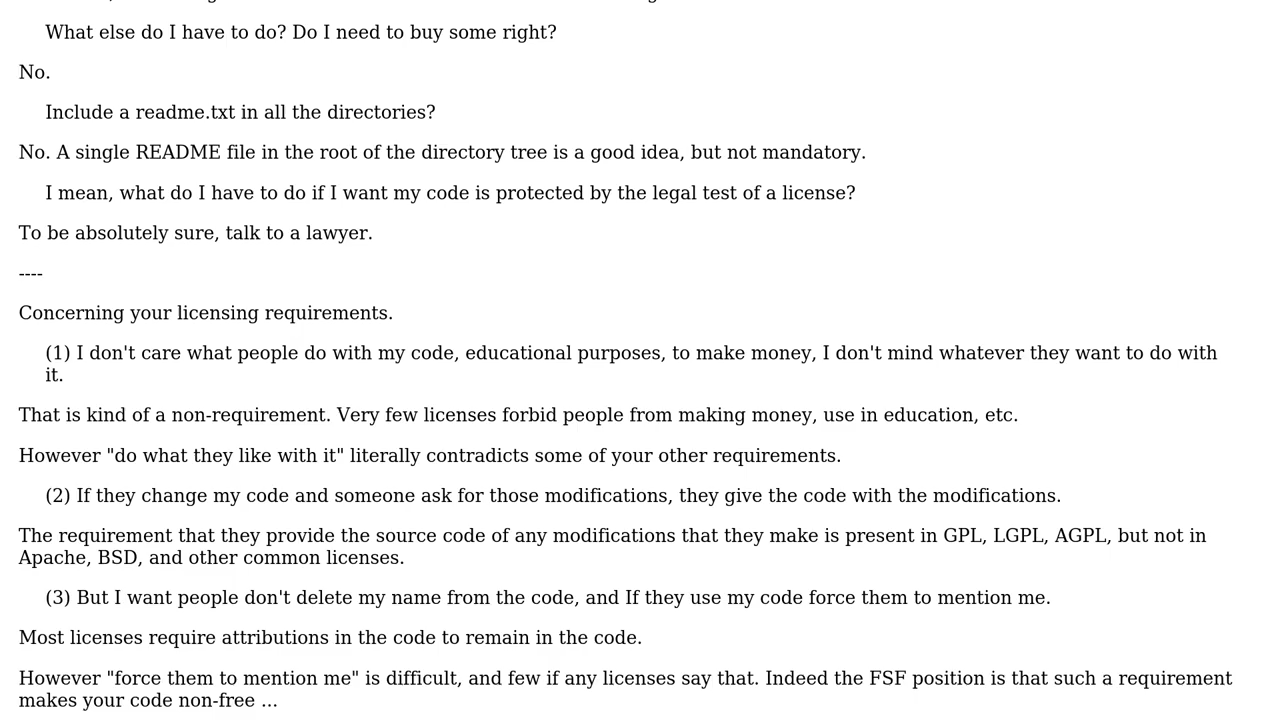 What else do I have to do? Do I need to buy some right?
No.
Include a readme.txt in all the directories?
No. A single README file in the root of the directory tree is a good idea, but not mandatory.
I mean, what do I have to do if I want my code is protected by the legal test of a license?
To be absolutely sure, talk to a lawyer.
----
Concerning your licensing requirements.
(1) I don't care what people do with my code, educational purposes, to make money, I don't mind whatever they want to do with
it.
That is kind of a non-requirement. Very few licenses forbid people from making money, use in education, etc.
However "do what they like with it" literally contradicts some of your other requirements.
(2) If they change my code and someone ask for those modifications, they give the code with the modifications.
The requirement that they provide the source code of any modifications that they make is present in GPL, LGPL, AGPL, but not in
Apache, BSD, and other common licenses.
(3) But I want people don't delete my name from the code, and If they use my code force them to mention me.
Most licenses require attributions in the code to remain in the code.
However "force them to mention me" is difficult, and few if any licenses say that. Indeed the FSF position is that such a requirement
makes your code non-free ...